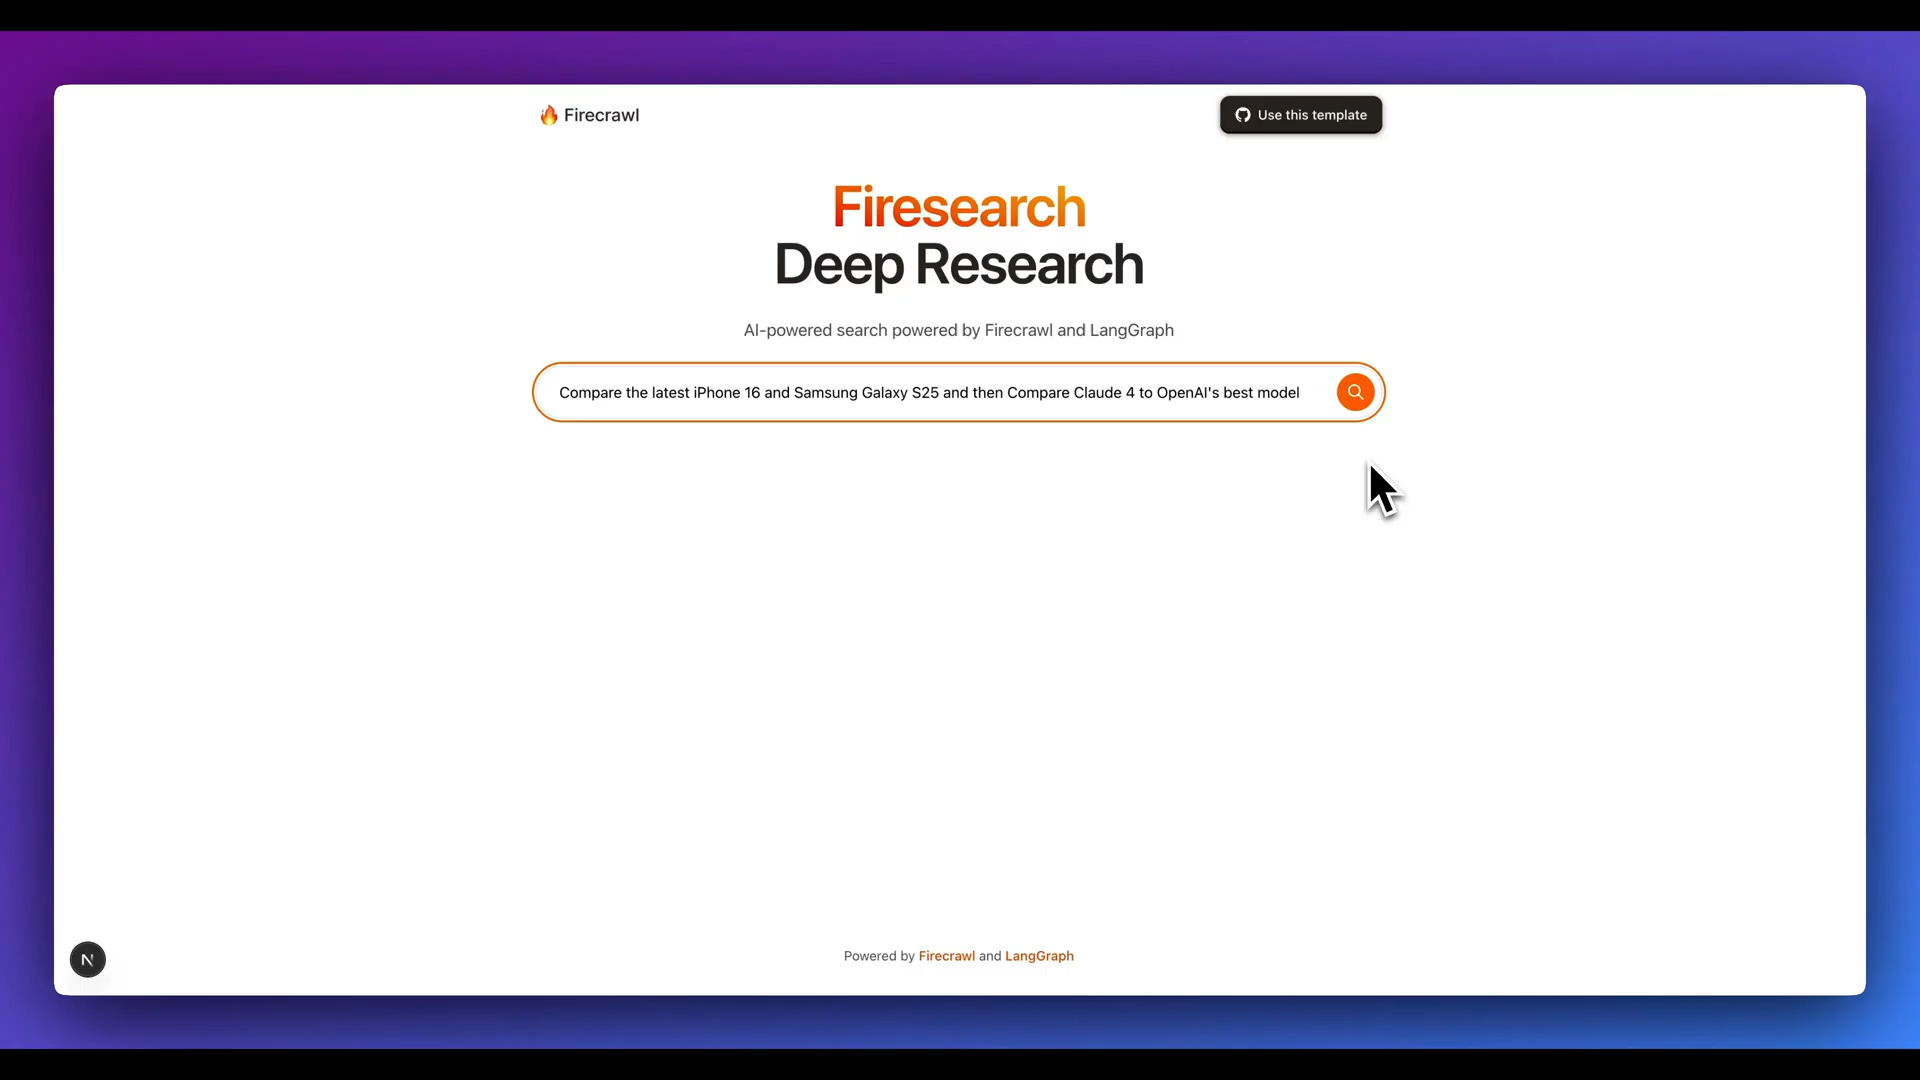 Firecrawl
Use this template
Firesearch
Deep Research
AI-powered search powered by Firecrawl and LangGraph
Compare the latest iPhone 16 and Samsung Galaxy S25 and then Compare Claude 4 to OpenAI's best model
N
Powered by Firecrawl and LangGraph